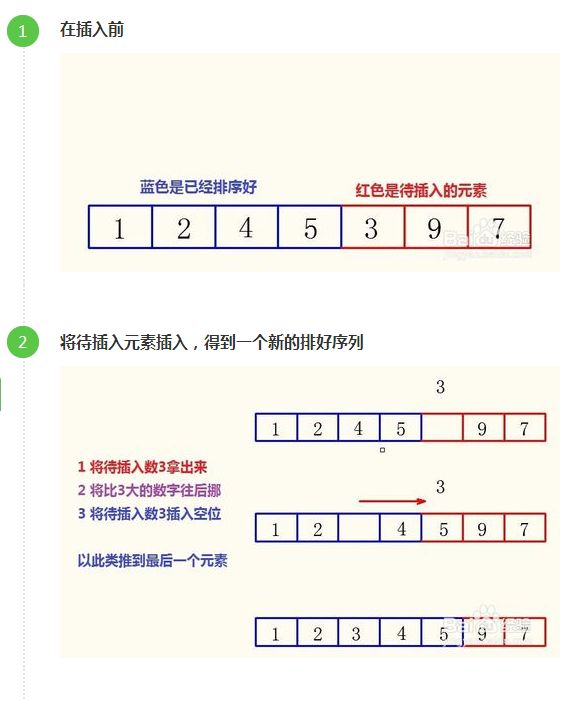 1 在插入前
蓝色是已经排序好
红色是待插入的元素
1 2 4 5 3 9 7
Baidu经验
2 将待插入元素插入，得到一个新的排好序列
3
1 2 4 5 9 7
1 将待插入数3拿出来
2 将比3大的数字往后挪
3 将待插入数3插入空位
以此类推到最后一个元素
3
1 2 4 5 9 7
1 2 3 4 5 9 7
Baidu经验